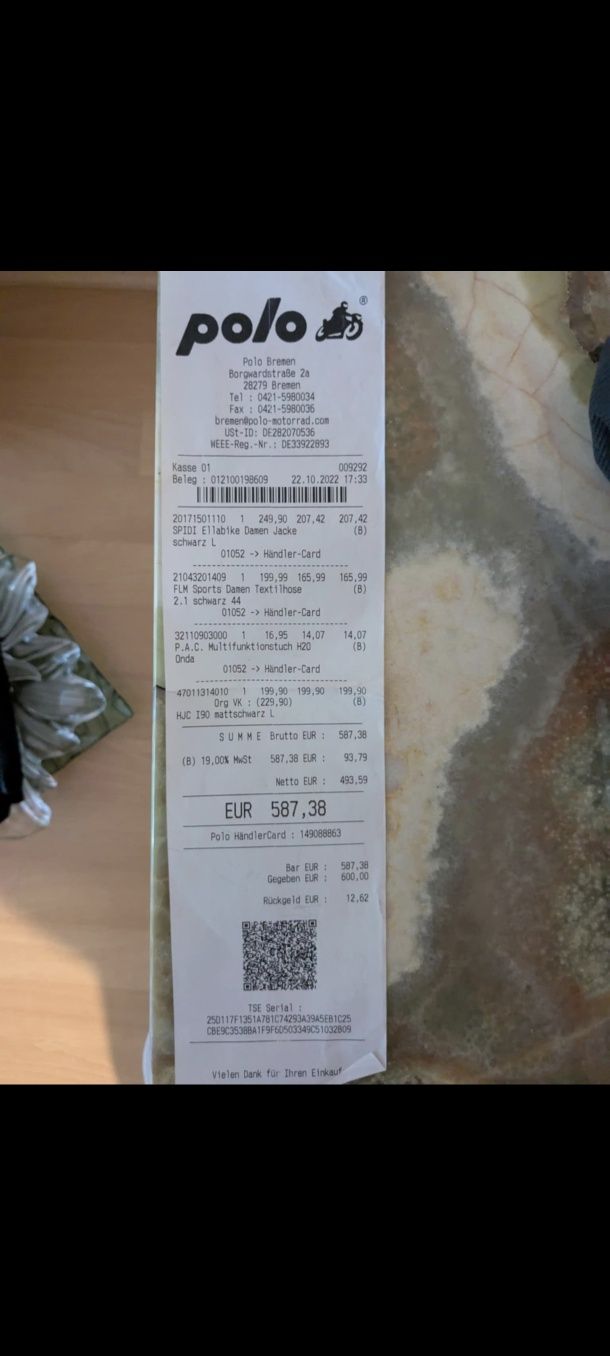 polo ®
Polo Bremen
Borgwardstraße 2a
28279 Bremen
Tel : 0421-5980034
Fax : 0421-5980036
bremen@polo-motorrad.com
USt-ID: DE282070536
WEEE-Reg.-Nr.: DE33922893
Kasse 01 009292
Beleg : 012100198609 22.10.2022 17:33
20171501110 1 249,90 207,42 207,42
SPIDI Ellabike Damen Jacke (B)
schwarz L
01052 -> Händler-Card
21043201409 1 199,99 165,99 165,99
FLM Sports Damen Textilhose (B)
2.1 schwarz 44
01052 -> Händler-Card
32110903000 1 16,95 14,07 14,07
P.A.C. Multifunktionstuch H2O (B)
Onda
01052 -> Händler-Card
47011314010 1 199,90 199,90 199,90
Org VK : (229,90) (B)
HJC I90 mattschwarz L
S U M M E Brutto EUR : 587,38
(B) 19,00% MwSt 587,38 EUR : 93,79
Netto EUR : 493,59
EUR 587,38
Polo HändlerCard : 149088863
Bar EUR : 587,38
Gegeben EUR : 600,00
Rückgeld EUR : 12,62
TSE Serial :
25D117F1351A781C74293A39A5EB1C25
CBE9C3538BA1F9F6D503349C51032B09
Vielen Dank für Ihren Einkauf